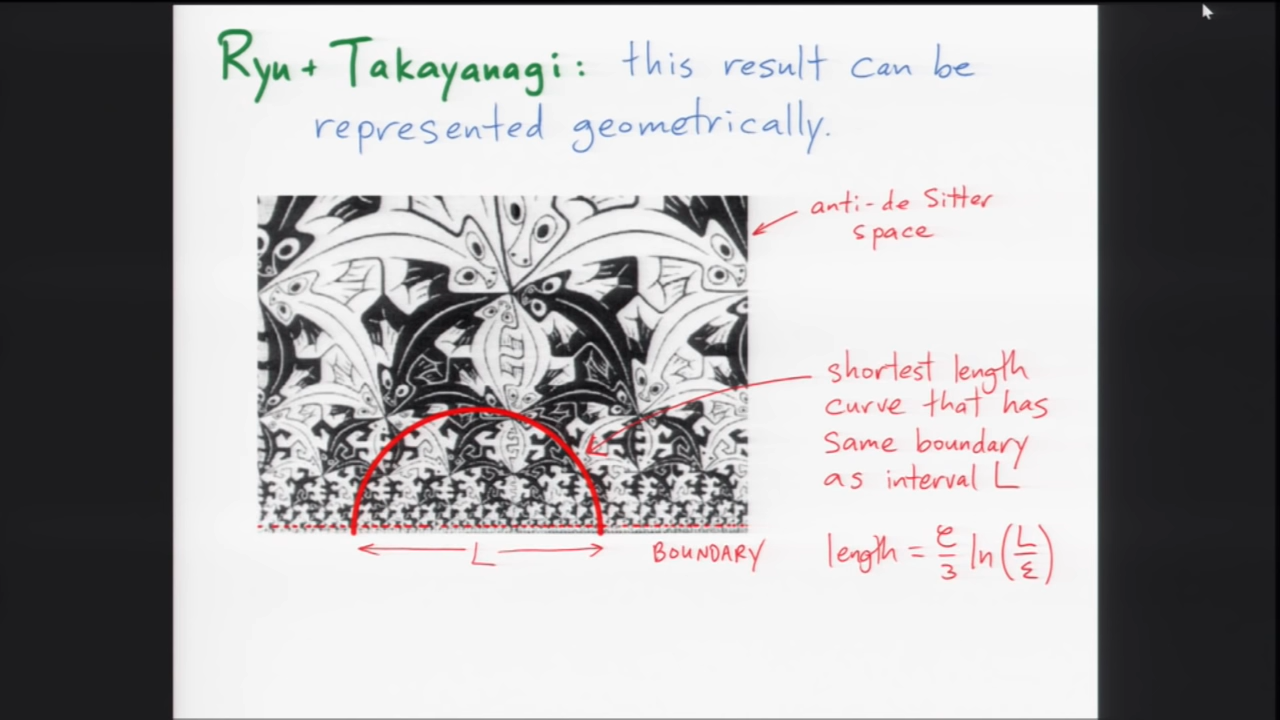 Ryu + Takayanagi: this result can be
represented geometrically.
anti-de Sitter
space
shortest length
curve that has
same boundary
as interval L
L
BOUNDARY
length = c/3 ln(L/ε)